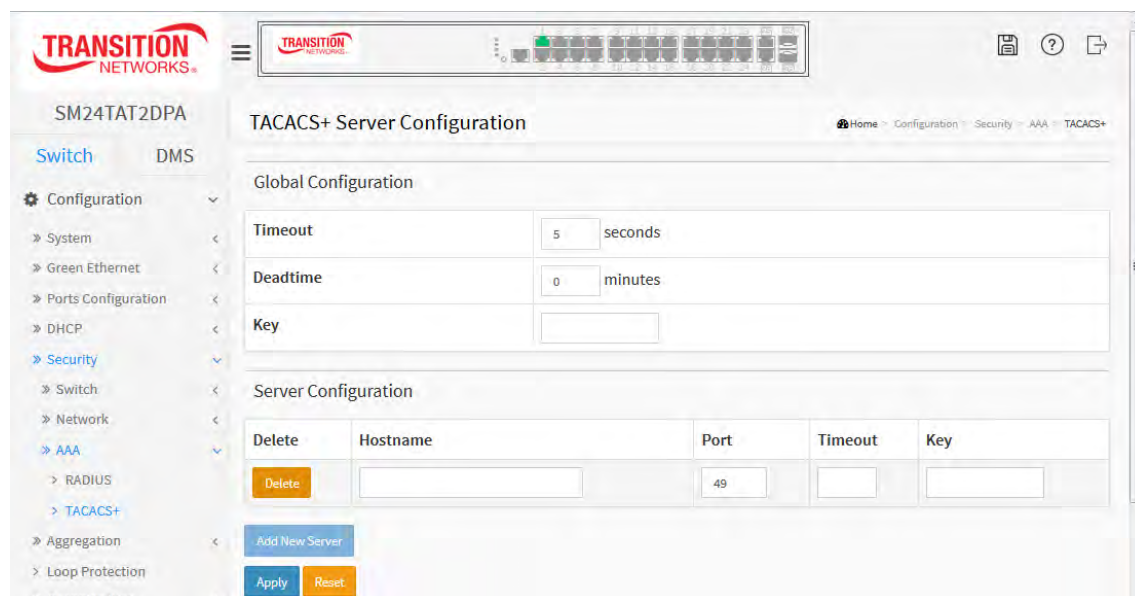 TRANSITION
NETWORKS®
TRANSITION
NETWORKS®
SM24TAT2DPA
Switch DMS
Configuration
System
Green Ethernet
Ports Configuration
DHCP
Security
Switch
Network
AAA
RADIUS
TACACS+
Aggregation
Loop Protection
TACACS+ Server Configuration
Home > Configuration > Security > AAA > TACACS+
Global Configuration
Timeout 5 seconds
Deadtime 0 minutes
Key
Server Configuration
Delete Hostname Port Timeout Key
Delete 49
Add New Server
Apply Reset